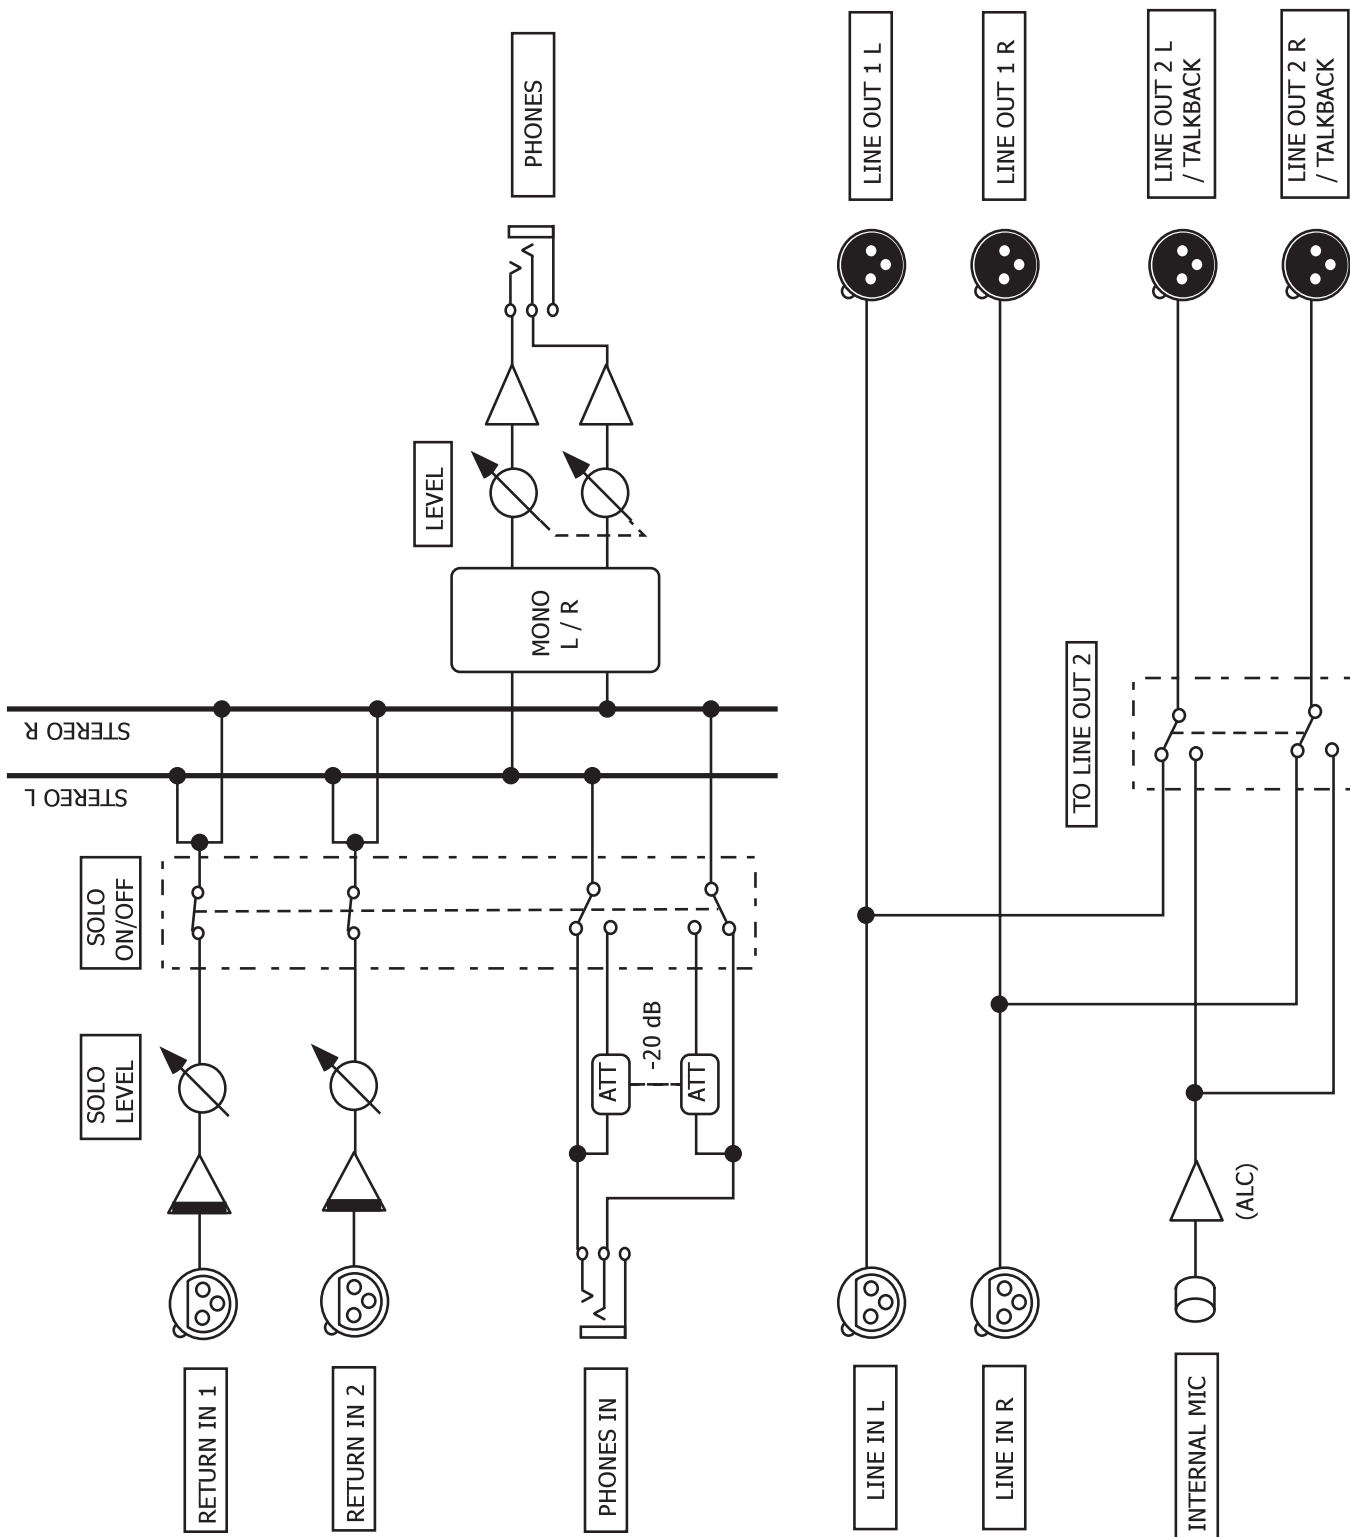 PHONES
LINE OUT 1 L
LINE OUT 1 R
LINE OUT 2 L
/ TALKBACK
LINE OUT 2 R
/ TALKBACK
LEVEL
MONO
L / R
TO LINE OUT 2
STEREO R
STEREO L
SOLO
ON/OFF
SOLO
LEVEL
-20 dB
ATT
ATT
(ALC)
RETURN IN 1
RETURN IN 2
PHONES IN
LINE IN L
LINE IN R
INTERNAL MIC